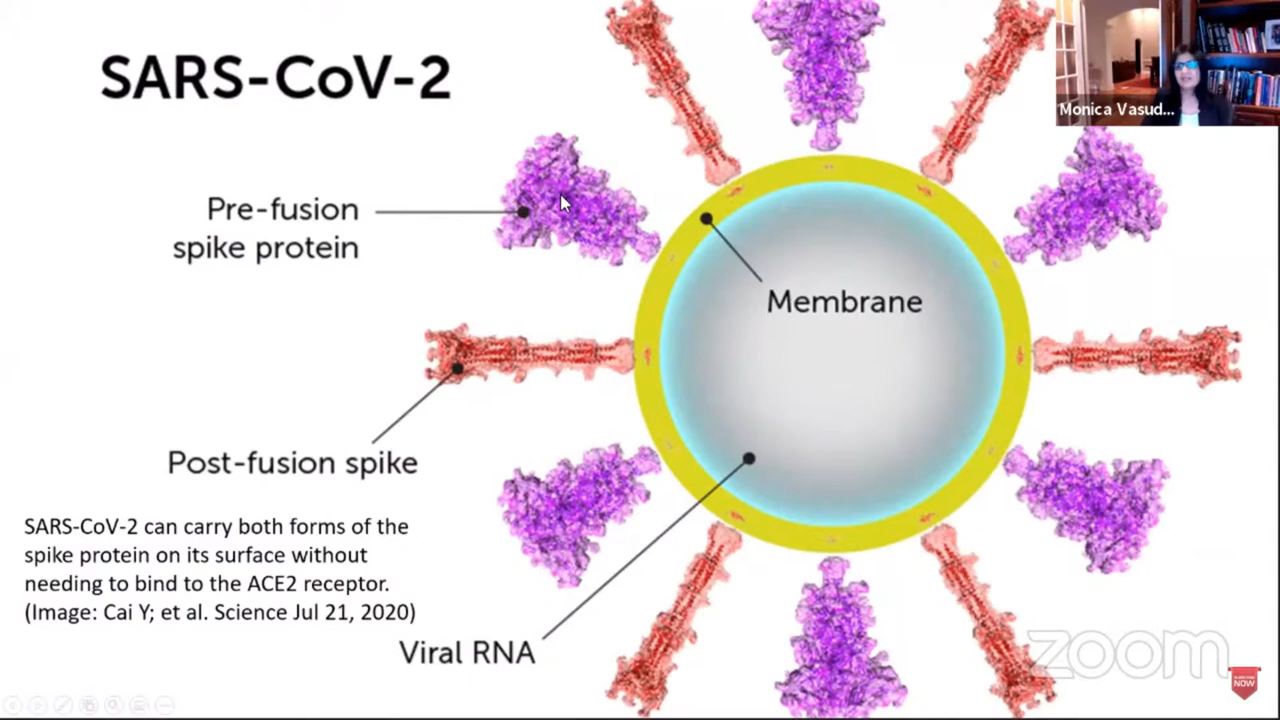 SARS-CoV-2
Monica Vasud...
Pre-fusion
spike protein
Membrane
Post-fusion spike
SARS-CoV-2 can carry both forms of the
spike protein on its surface without
needing to bind to the ACE2 receptor.
(Image: Cai Y; et al. Science Jul 21, 2020)
Viral RNA
zoom
SUBSCRIBE
NOW